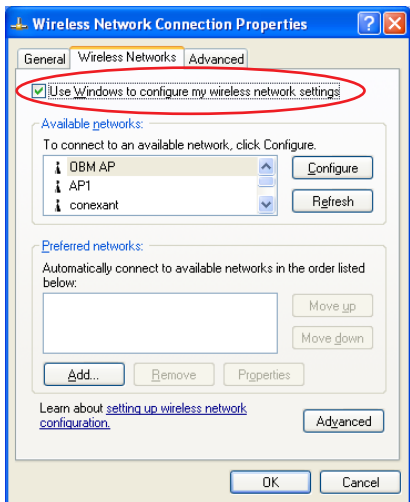 Wireless Network Connection Properties
General Wireless Networks Advanced
Use Windows to configure my wireless network settings
Available networks:
To connect to an available network, click Configure.
OBM AP
Configure
AP1
conexant
Refresh
Preferred networks:
Automatically connect to available networks in the order listed
below:
Move up
Move down
Add... Remove Properties
Learn about setting up wireless network
configuration.
Advanced
OK Cancel